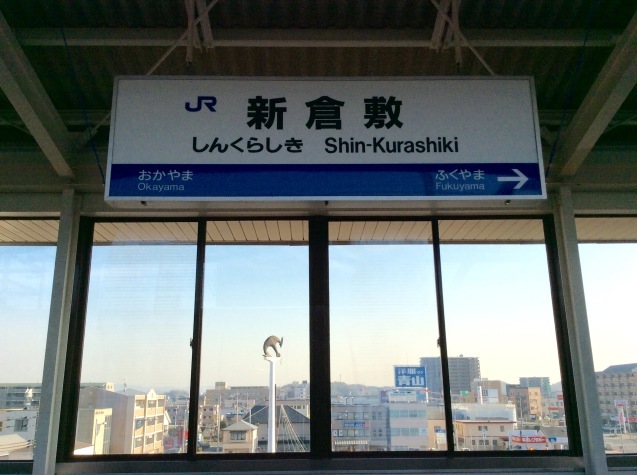 JR 新倉敷
しんくらしき Shin-Kurashiki
おかやま ふくやま
Okayama Fukuyama
洋服の
青山